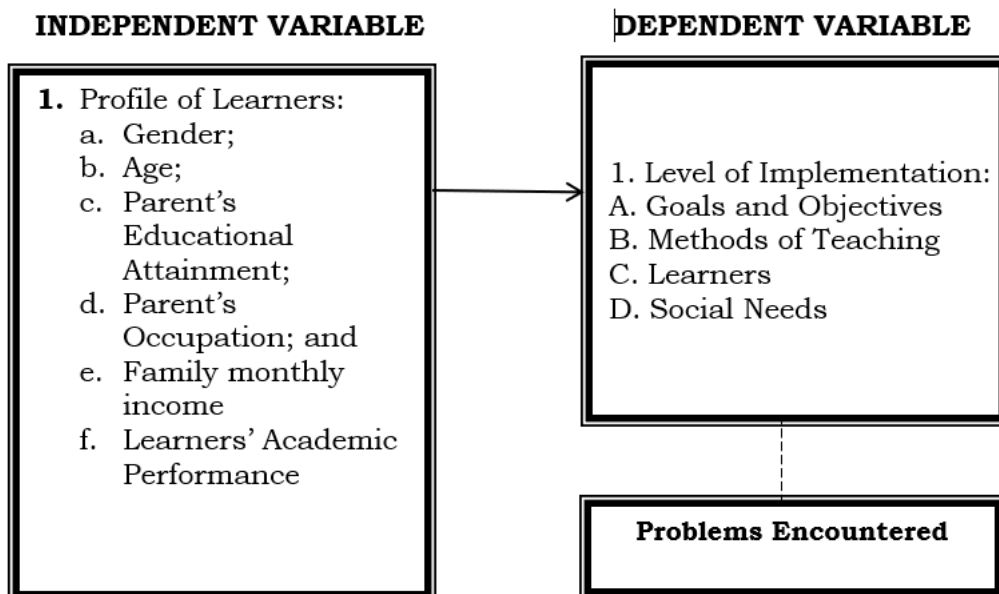 INDEPENDENT VARIABLE
1. Profile of Learners:
a. Gender;
b. Age;
c. Parent's
Educational
Attainment;
d. Parent's
Occupation; and
e. Family monthly
income
f. Learners' Academic
Performance
DEPENDENT VARIABLE
1. Level of Implementation:
A. Goals and Objectives
B. Methods of Teaching
C. Learners
D. Social Needs
Problems Encountered